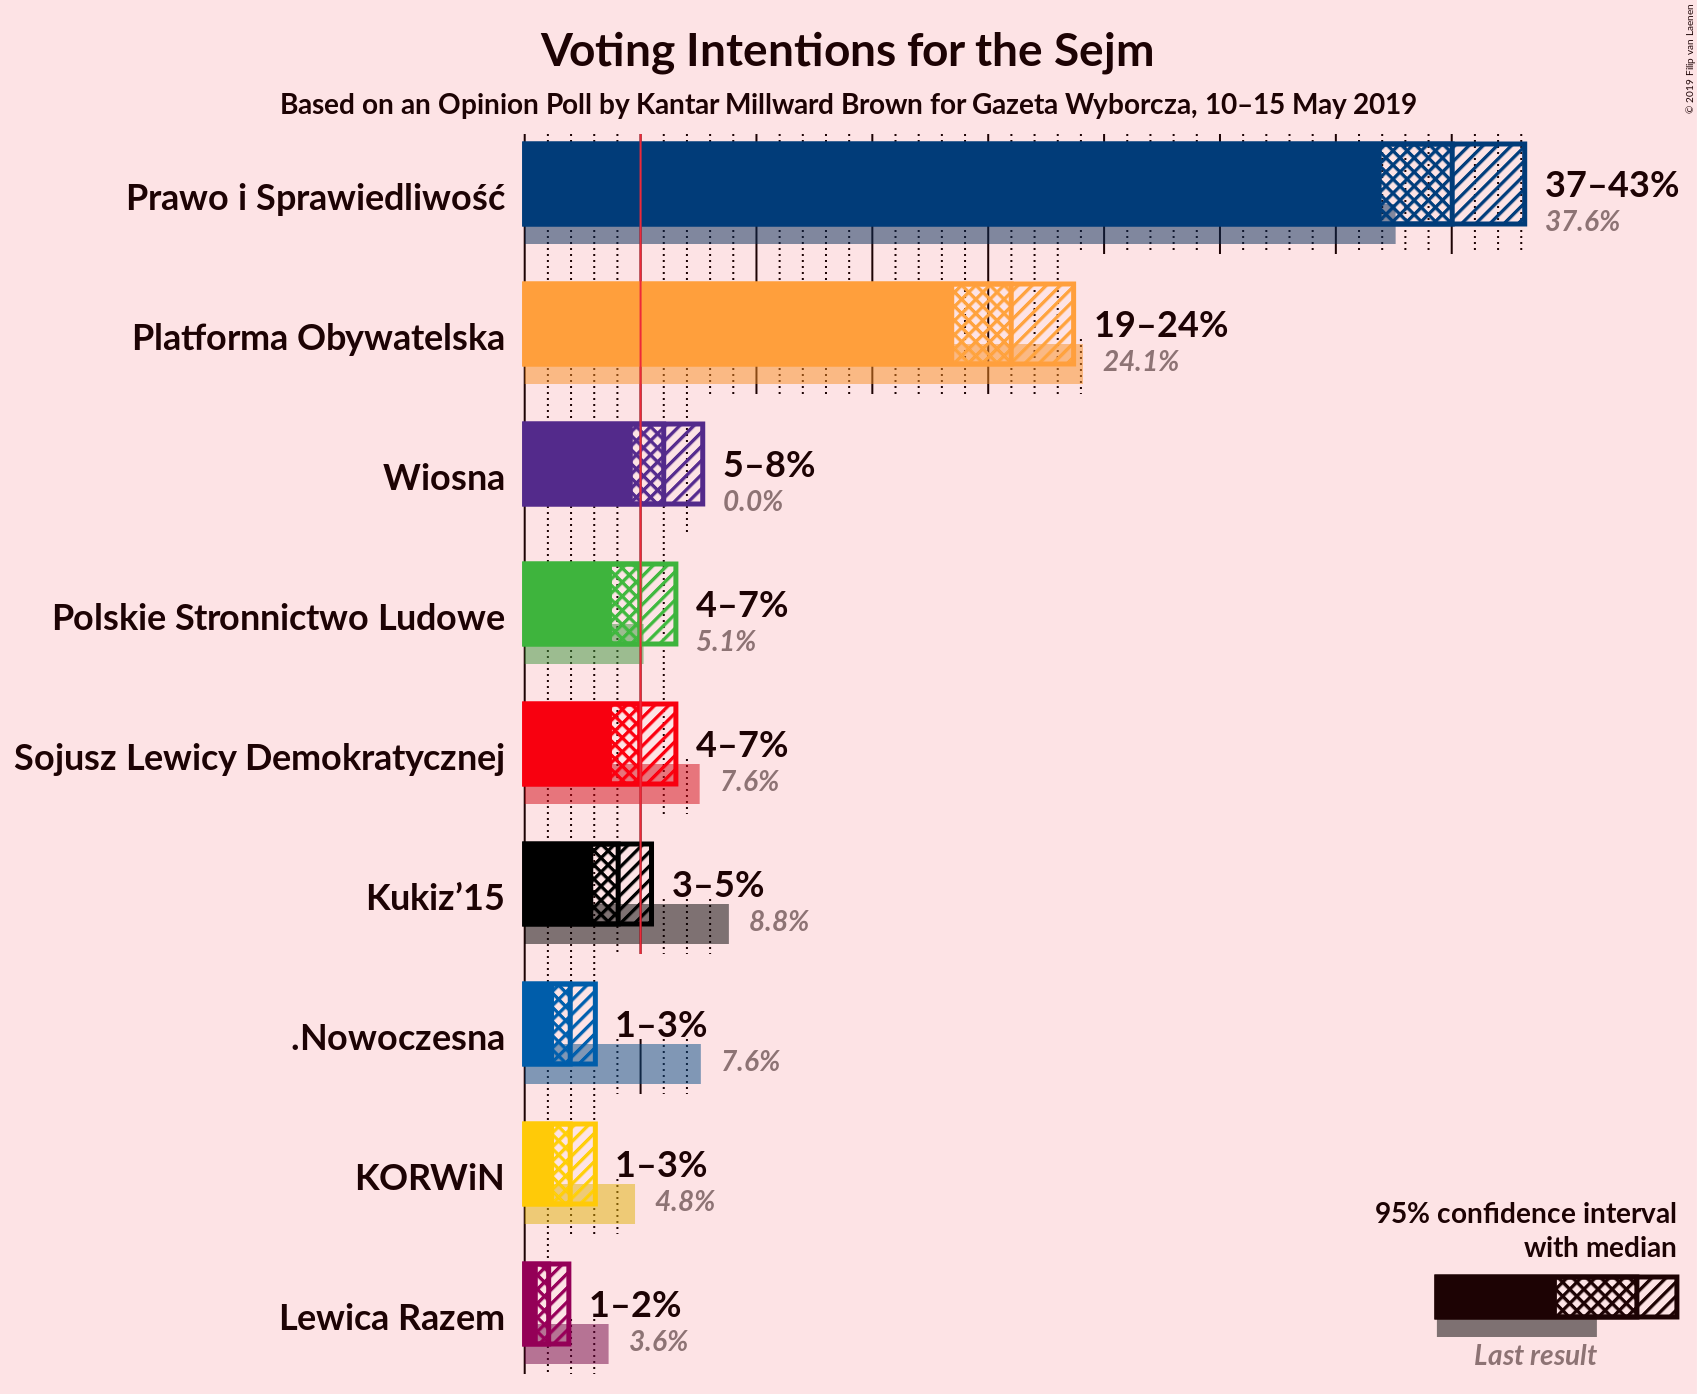 Voting Intentions for the Sejm
Based on an Opinion Poll by Kantar Millward Brown for Gazeta Wyborcza, 10–15 May 2019
© 2019 Filip van Laenen
Prawo i Sprawiedliwość
37–43%
37.6%
Platforma Obywatelska
19–24%
24.1%
Wiosna
5–8%
0.0%
Polskie Stronnictwo Ludowe
4–7%
5.1%
Sojusz Lewicy Demokratycznej
4–7%
7.6%
Kukiz’15
3–5%
8.8%
.Nowoczesna
1–3%
7.6%
KORWiN
1–3%
4.8%
Lewica Razem
1–2%
3.6%
95% confidence interval
with median
Last result